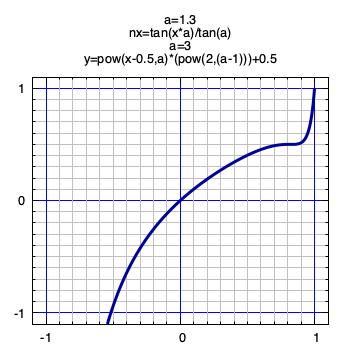 a=1.3
nx=tan(x*a)/tan(a)
a=3
y=pow(x-0.5,a)*(pow(2,(a-1)))+0.5
1
0
-1
-1
0
1